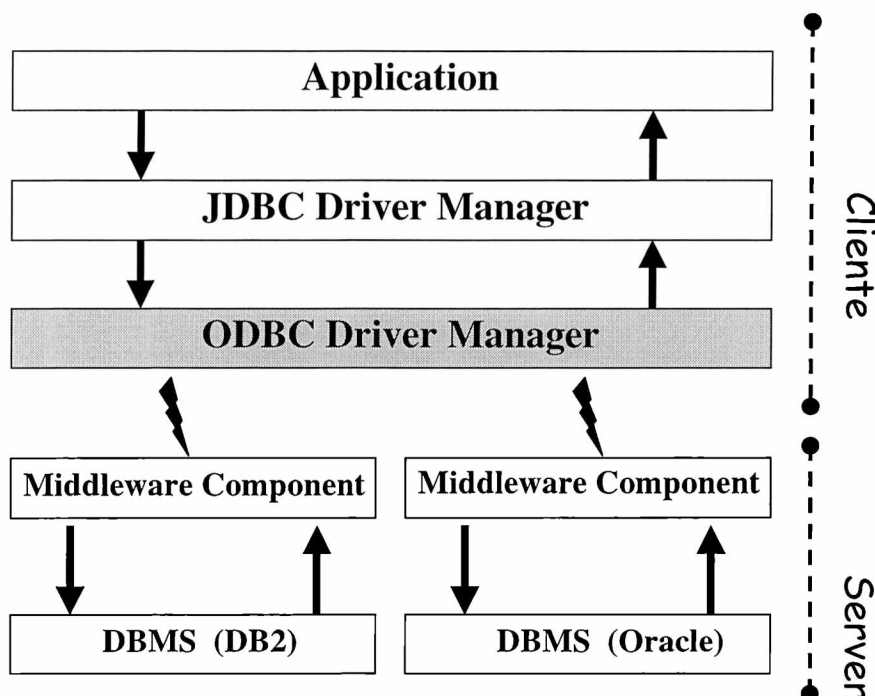 Application
JDBC Driver Manager
Cliente
ODBC Driver Manager
Middleware Component
Middleware Component
DBMS (DB2)
DBMS (Oracle)
Server